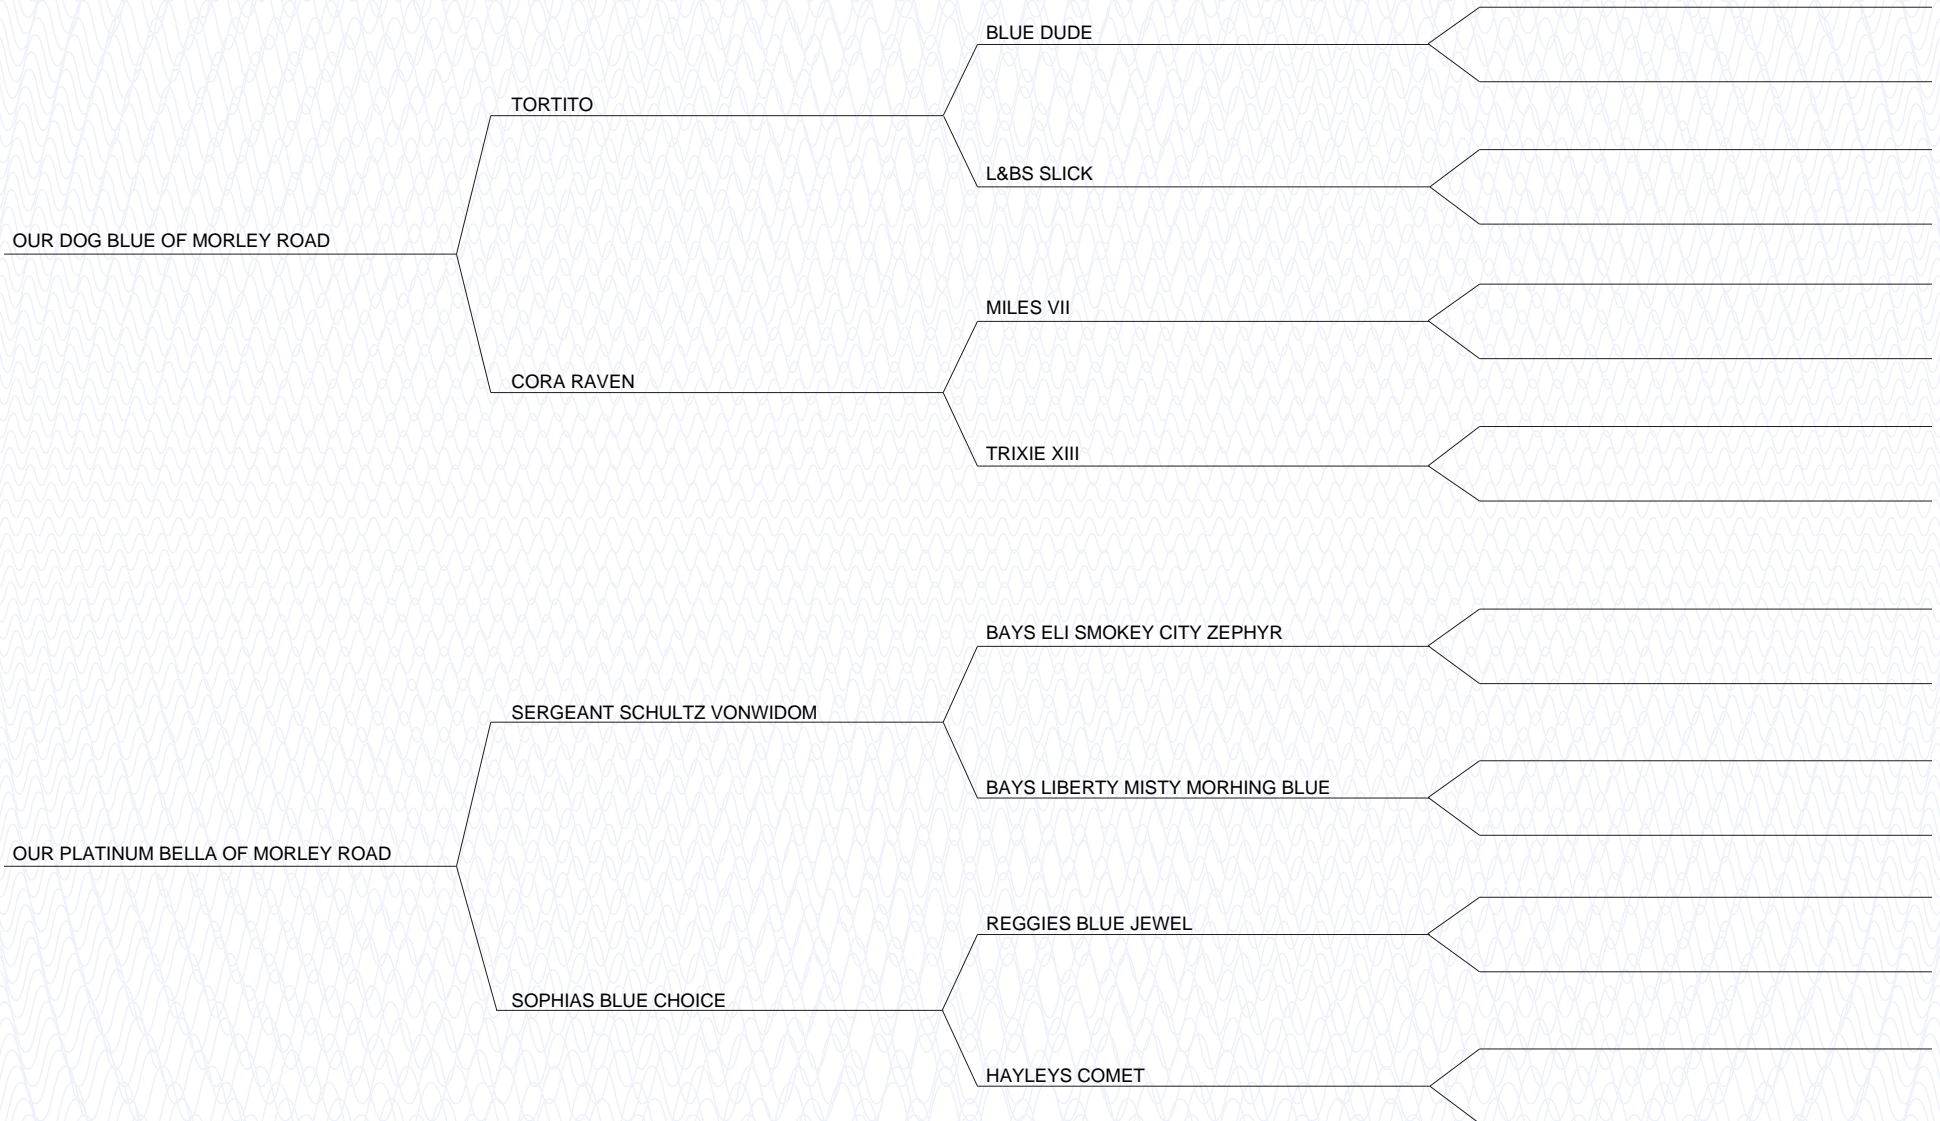 BLUE DUDE
TORTITO
L&BS SLICK
OUR DOG BLUE OF MORLEY ROAD
MILES VII
CORA RAVEN
TRIXIE XIII
BAYS ELI SMOKEY CITY ZEPHYR
SERGEANT SCHULTZ VONWIDOM
BAYS LIBERTY MISTY MORHING BLUE
OUR PLATINUM BELLA OF MORLEY ROAD
REGGIES BLUE JEWEL
SOPHIAS BLUE CHOICE
HAYLEYS COMET